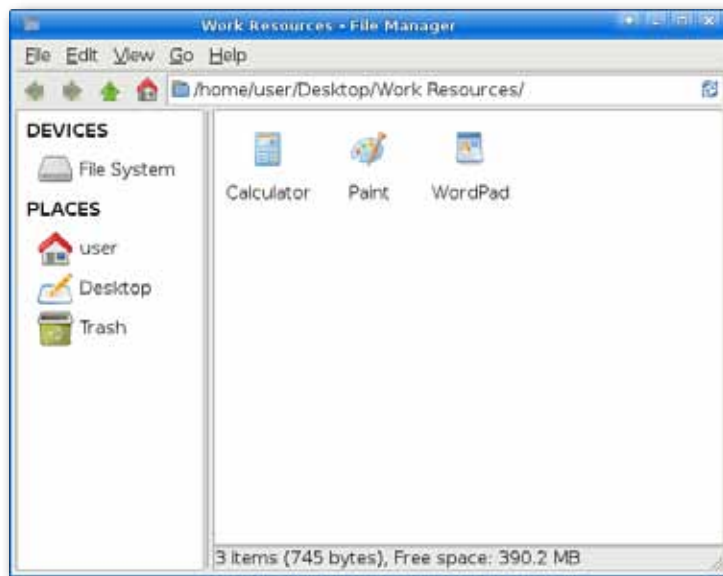 Work Resources - File Manager
File Edit View Go Help
/home/user/Desktop/Work Resources/
DEVICES
File System
PLACES
user
Desktop
Trash
Calculator Paint WordPad
3 items (745 bytes), Free space: 390.2 MB